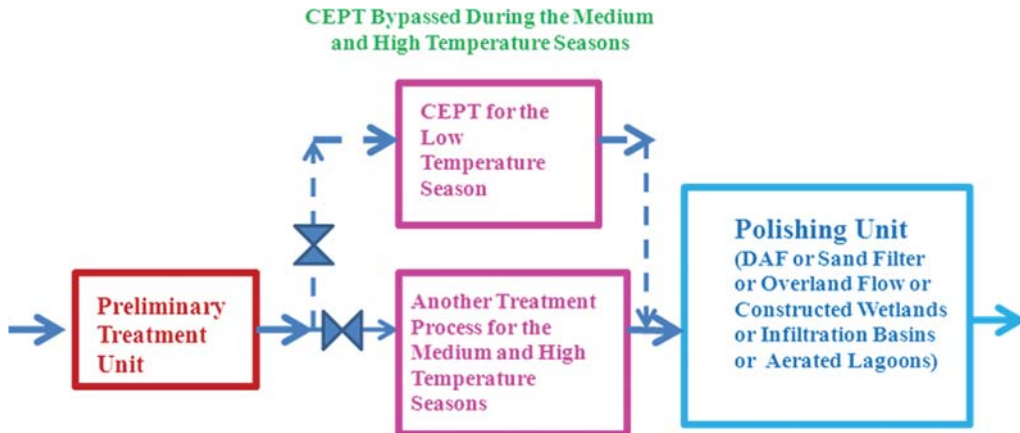 CEPT Bypassed During the Medium
and High Temperature Seasons
CEPT for the
Low
Temperature
Season
Preliminary
Treatment
Unit
Another Treatment
Process for the
Medium and High
Temperature
Seasons
Polishing Unit
(DAF or Sand Filter
or Overland Flow or
Constructed Wetlands
or Infiltration Basins
or Aerated Lagoons)